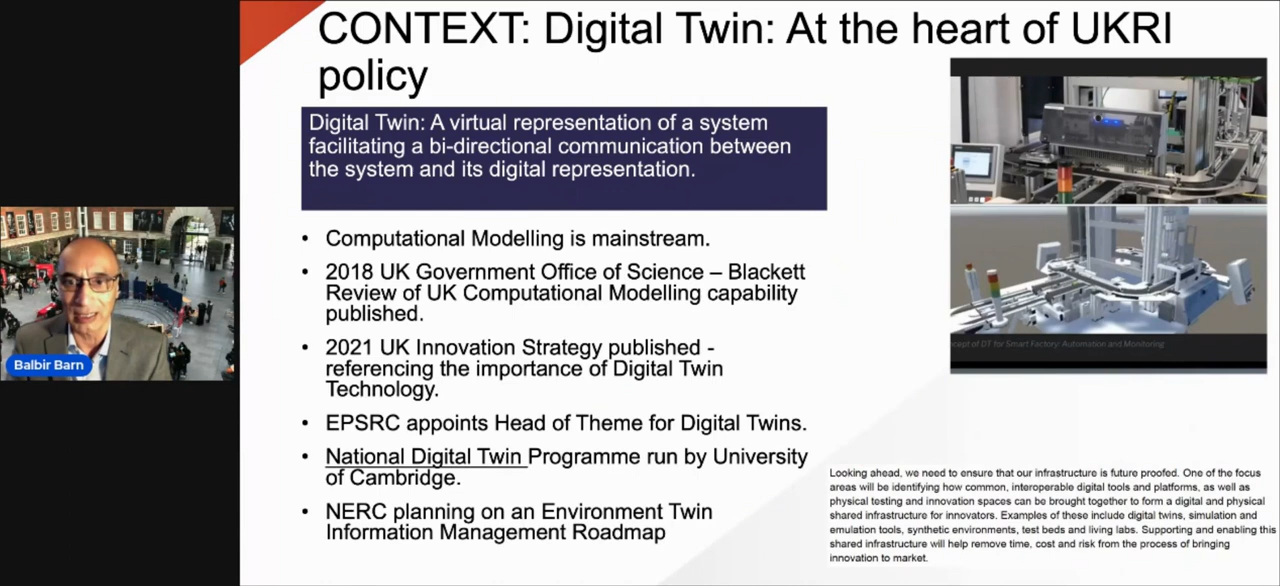 CONTEXT: Digital Twin: At the heart of UKRI
policy
Digital Twin: A virtual representation of a system
facilitating a bi-directional communication between
the system and its digital representation.
• Computational Modelling is mainstream.
• 2018 UK Government Office of Science – Blackett
Review of UK Computational Modelling capability
published.
• 2021 UK Innovation Strategy published -
referencing the importance of Digital Twin
Technology.
• EPSRC appoints Head of Theme for Digital Twins.
• National Digital Twin Programme run by University
of Cambridge.
• NERC planning on an Environment Twin
Information Management Roadmap
Balbir Barn
of DT for Smart Factory: Automation and Monitoring
Looking ahead, we need to ensure that our infrastructure is future proofed. One of the focus
areas will be identifying how common, interoperable digital tools and platforms, as well as
physical testing and innovation spaces can be brought together to form a digital and physical
shared infrastructure for innovators. Examples of these include digital twins, simulation and
emulation tools, synthetic environments, test beds and living labs. Supporting and enabling this
shared infrastructure will help remove time, cost and risk from the process of bringing
innovation to market.